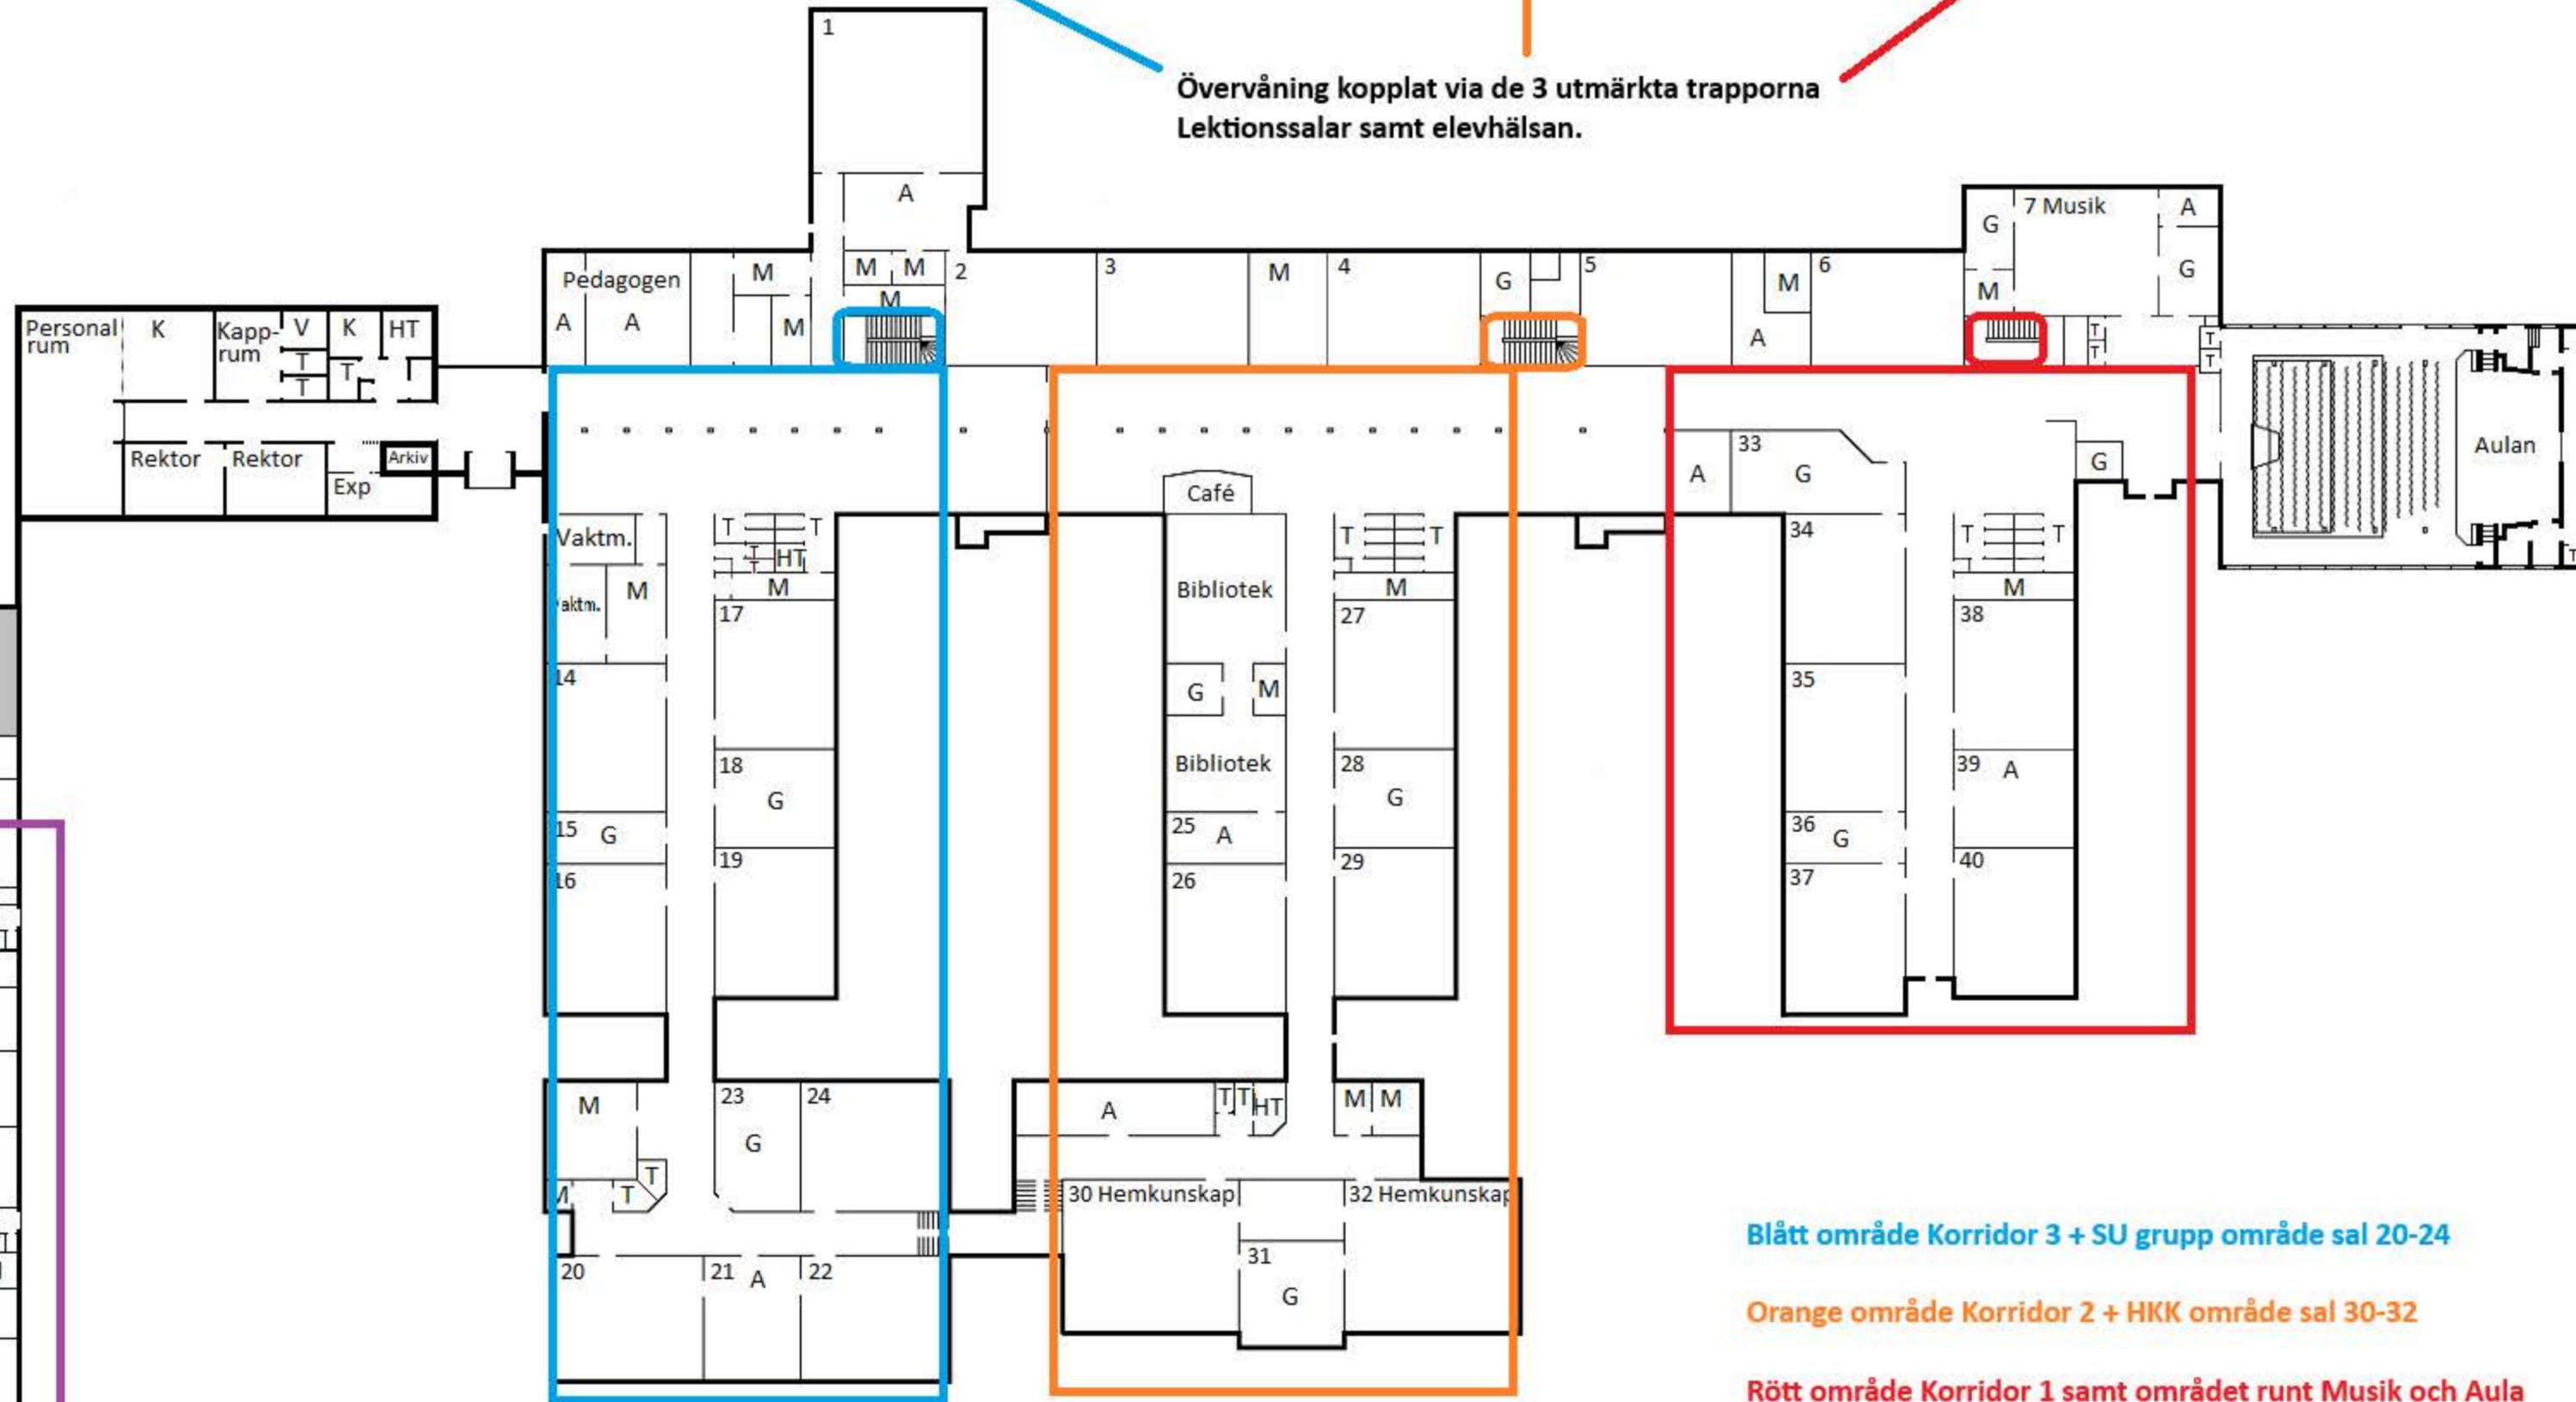 1
Övervåning kopplat via de 3 utmärkta trapporna
Lektionssalar samt elevhälsan.
A
7 Musik
G
A
G
M
Pedagogen
A
A
M
M
M
M
M
2
3
M
4
G
5
M
A
6
T
T
T
T
Personal
rum
K
Kapp-
rum
V
T
T
K
T
HT
Rektor
Rektor
Exp
Arkiv
Café
A
33
G
G
Aulan
Vaktm.
aktm.
M
T
T
T
T
HT
M
17
14
18
G
15
G
19
16
Bibliotek
G
M
Bibliotek
25
A
26
T
T
M
27
28
G
29
34
35
36
G
37
T
T
M
38
39
A
40
T
M
T
M
T
23
G
24
20
21
A
22
A
T
T
HT
M
M
30 Hemkunskap
32 Hemkunskap
31
G
Blått område Korridor 3 + SU grupp område sal 20-24
Orange område Korridor 2 + HKK område sal 30-32
Rött område Korridor 1 samt området runt Musik och Aula